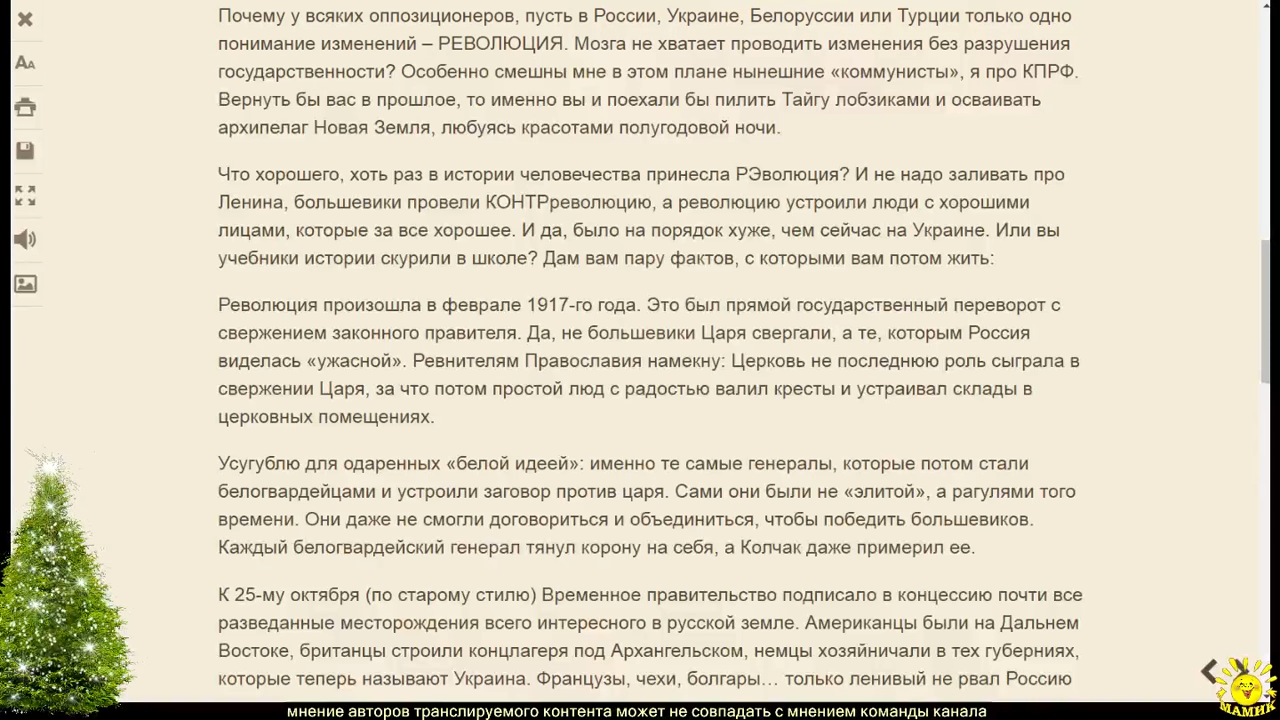 Почему у всяких оппозиционеров, пусть в России, Украине, Белоруссии или Турции только одно
понимание изменений – РЕВОЛЮЦИЯ. Мозга не хватает проводить изменения без разрушения
государственности? Особенно смешны мне в этом плане нынешние «коммунисты», я про КПРФ.
Вернуть бы вас в прошлое, то именно вы и поехали бы пилить Тайгу лобзиками и осваивать
архипелаг Новая Земля, любуясь красотами полугодовой ночи.
Что хорошего, хоть раз в истории человечества принесла РЭволюция? И не надо заливать про
Ленина, большевики провели КОНТРреволюцию, а революцию устроили люди с хорошими
лицами, которые за все хорошее. И да, было на порядок хуже, чем сейчас на Украине. Или вы
учебники истории скурили в школе? Дам вам пару фактов, с которыми вам потом жить:
Революция произошла в феврале 1917-го года. Это был прямой государственный переворот с
свержением законного правителя. Да, не большевики Царя свергали, а те, которым Россия
виделась «ужасной». Ревнителям Православия намекну: Церковь не последнюю роль сыграла в
свержении Царя, за что потом простой люд с радостью валил кресты и устраивал склады в
церковных помещениях.
Усугублю для одаренных «белой идеей»: именно те самые генералы, которые потом стали
белогвардейцами и устроили заговор против царя. Сами они были не «элитой», а рагулями того
времени. Они даже не смогли договориться и объединиться, чтобы победить большевиков.
Каждый белогвардейский генерал тянул корону на себя, а Колчак даже примерил ее.
К 25-му октября (по старому стилю) Временное правительство подписало в концессию почти все
разведанные месторождения всего интересного в русской земле. Американцы были на Дальнем
Востоке, британцы строили концлагеря под Архангельском, немцы хозяйничали в тех губерниях,
которые теперь называют Украина. Французы, чехи, болгары… только ленивый не рвал Россию
МАМИК
мнение авторов транслируемого контента может не совпадать с мнением команды канала